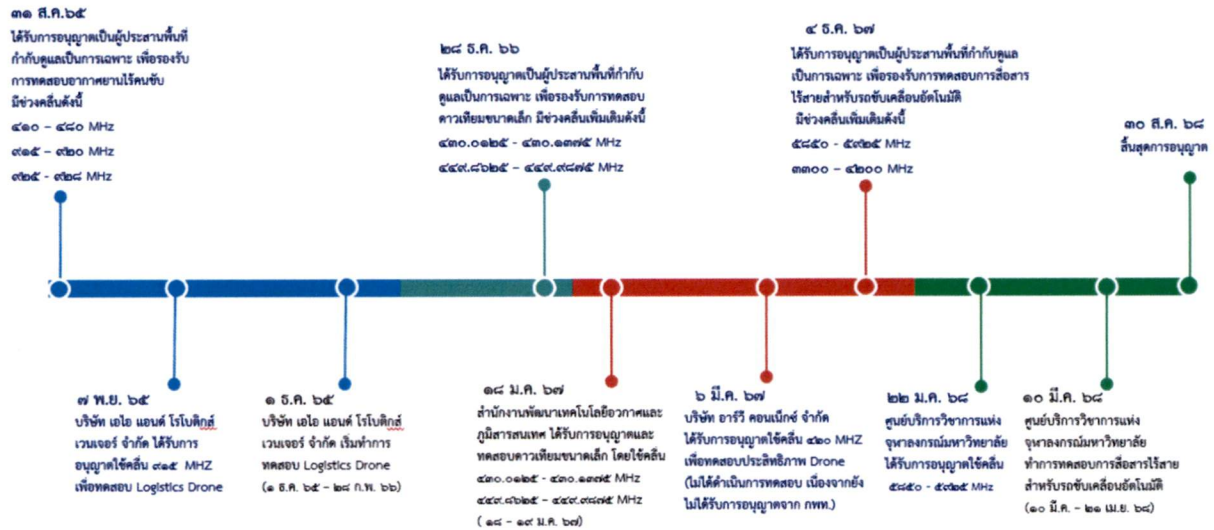 ๓๑ ส.ค.๖๕
ได้รับการอนุญาตเป็นผู้ประสานพื้นที่
กำกับดูแลเป็นการเฉพาะ เพื่อรองรับ
การทดสอบอากาศยานไร้คนขับ
มีช่วงคลื่นดังนี้
๔๑๐ – ๔๘๐ MHz
๙๑๕ – ๙๒๐ MHz
๙๒๕ - ๙๒๘ MHz
๒๘ ธ.ค. ๖๖
ได้รับการอนุญาตเป็นผู้ประสานพื้นที่กำกับ
ดูแลเป็นการเฉพาะ เพื่อรองรับการทดสอบ
ดาวเทียมขนาดเล็ก มีช่วงคลื่นเพิ่มเติมดังนี้
๔๓๐.๐๑๒๕ - ๔๓๐.๑๓๗๕ MHz
๔๔๙.๘๖๒๕ – ๔๔๙.๙๘๗๕ MHz
๔ ธ.ค. ๖๗
ได้รับการอนุญาตเป็นผู้ประสานพื้นที่กำกับดูแล
เป็นการเฉพาะ เพื่อรองรับการทดสอบการสื่อสาร
ไร้สายสำหรับรถขับเคลื่อนอัตโนมัติ
มีช่วงคลื่นเพิ่มเติมดังนี้
๕๘๕๐ - ๕๙๒๕ MHz
๓๓๐๐ – ๔๒๐๐ MHz
๓๐ ส.ค. ๖๘
สิ้นสุดการอนุญาต
๗ พ.ย. ๖๕
บริษัท เอไอ แอนด์ โรโบติกส์
เวนเจอร์ จำกัด ได้รับการ
อนุญาตใช้คลื่น ๙๑๕ MHZ
เพื่อทดสอบ Logistics Drone
๑ ธ.ค. ๖๕
บริษัท เอไอ แอนด์ โรโบติกส์
เวนเจอร์ จำกัด เริ่มทำการ
ทดสอบ Logistics Drone
(๑ ธ.ค. ๖๕ – ๒๘ ก.พ. ๖๖)
๑๘ ม.ค. ๖๗
สำนักงานพัฒนาเทคโนโลยีอวกาศและ
ภูมิสารสนเทศ ได้รับการอนุญาตและ
ทดสอบดาวเทียมขนาดเล็ก โดยใช้คลื่น
๔๓๐.๐๑๒๕ - ๔๓๐.๑๓๗๕ MHz
๔๔๙.๘๖๒๕ – ๔๔๙.๙๘๗๕ MHz
( ๑๘ – ๑๙ ม.ค. ๖๗)
๖ มี.ค. ๖๗
บริษัท อาร์วี คอนเน็กซ์ จำกัด
ได้รับการอนุญาตใช้คลื่น ๔๒๐ MHZ
เพื่อทดสอบประสิทธิภาพ Drone
(ไม่ได้ดำเนินการทดสอบ เนื่องจากยัง
ไม่ได้รับการอนุญาตจาก กพท.)
๒๒ ม.ค. ๖๘
ศูนย์บริการวิชาการแห่ง
จุฬาลงกรณ์มหาวิทยาลัย
ได้รับการอนุญาตใช้คลื่น
๕๘๕๐ - ๕๙๒๕ MHz
๑๐ มี.ค. ๖๘
ศูนย์บริการวิชาการแห่ง
จุฬาลงกรณ์มหาวิทยาลัย
ทำการทดสอบการสื่อสารไร้สาย
สำหรับรถขับเคลื่อนอัตโนมัติ
(๑๐ มี.ค. – ๒๑ เม.ย. ๖๘)